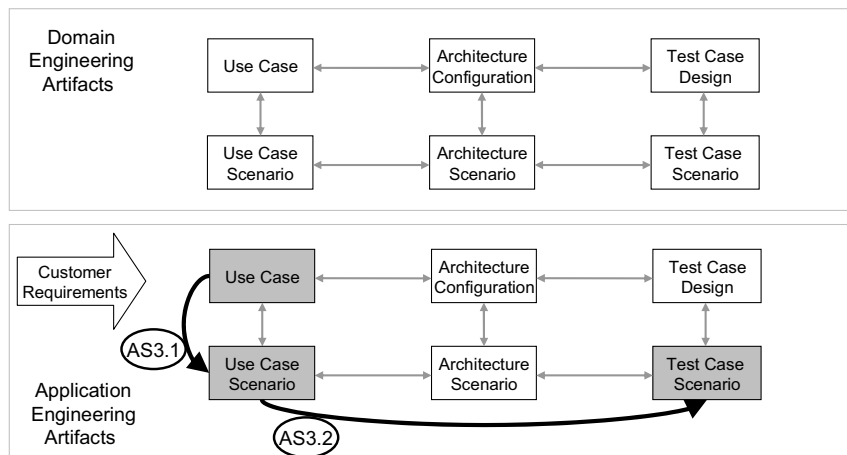 Domain
Engineering
Artifacts
Use Case
Architecture
Configuration
Test Case
Design
Use Case
Scenario
Architecture
Scenario
Test Case
Scenario
Customer
Requirements
Use Case
Architecture
Configuration
Test Case
Design
AS3.1
Use Case
Scenario
Architecture
Scenario
Test Case
Scenario
Application
Engineering
Artifacts
AS3.2